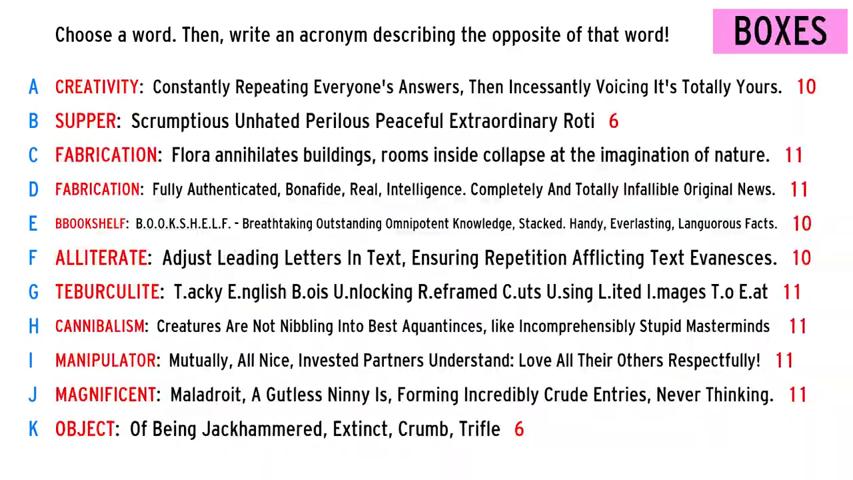 Choose a word. Then, write an acronym describing the opposite of that word!
BOXES
A CREATIVITY: Constantly Repeating Everyone's Answers, Then Incessantly Voicing It's Totally Yours. 10
B SUPPER: Scrumptious Unhated Perilous Peaceful Extraordinary Roti 6
C FABRICATION: Flora annihilates buildings, rooms inside collapse at the imagination of nature. 11
D FABRICATION: Fully Authenticated, Bonafide, Real, Intelligence. Completely And Totally Infallible Original News. 11
E BBOOKSHELF: B.O.O.K.S.H.E.L.F. - Breathtaking Outstanding Omnipotent Knowledge, Stacked. Handy, Everlasting, Languorous Facts. 10
F ALLITERATE: Adjust Leading Letters In Text, Ensuring Repetition Afflicting Text Evanesces. 10
G TEBURCULITE: T.acky E.nglish B.ois U.nlocking R.eframed C.uts U.sing L.ited I.mages T.o E.at 11
H CANNIBALISM: Creatures Are Not Nibbling Into Best Aquantinces, like Incomprehensibly Stupid Masterminds 11
I MANIPULATOR: Mutually, All Nice, Invested Partners Understand: Love All Their Others Respectfully! 11
J MAGNIFICENT: Maladroit, A Gutless Ninny Is, Forming Incredibly Crude Entries, Never Thinking. 11
K OBJECT: Of Being Jackhammered, Extinct, Crumb, Trifle 6